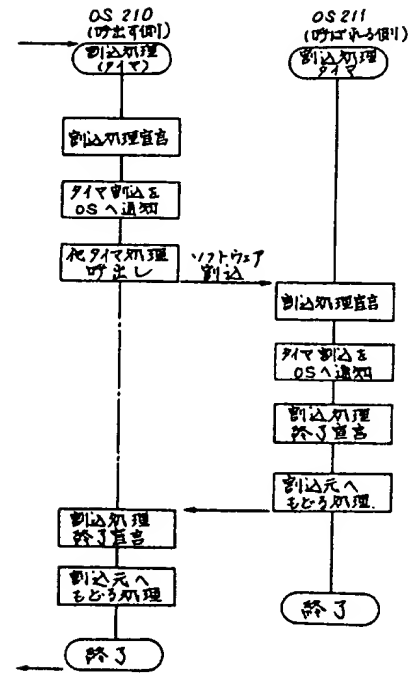 OS 210
(呼出す側)
割込処理
(タイマ)
割込処理宣言
タイマ割込を
OSへ通知
他タイマ処理
呼出し
ソフトウェア
割込
割込処理
終了宣言
割込元へ
もどる処理
終了
OS 211
(呼ばれる側)
割込処理
タイマ
割込処理宣言
タイマ割込を
OSへ通知
割込処理
終了宣言
割込元へ
もどる処理.
終了